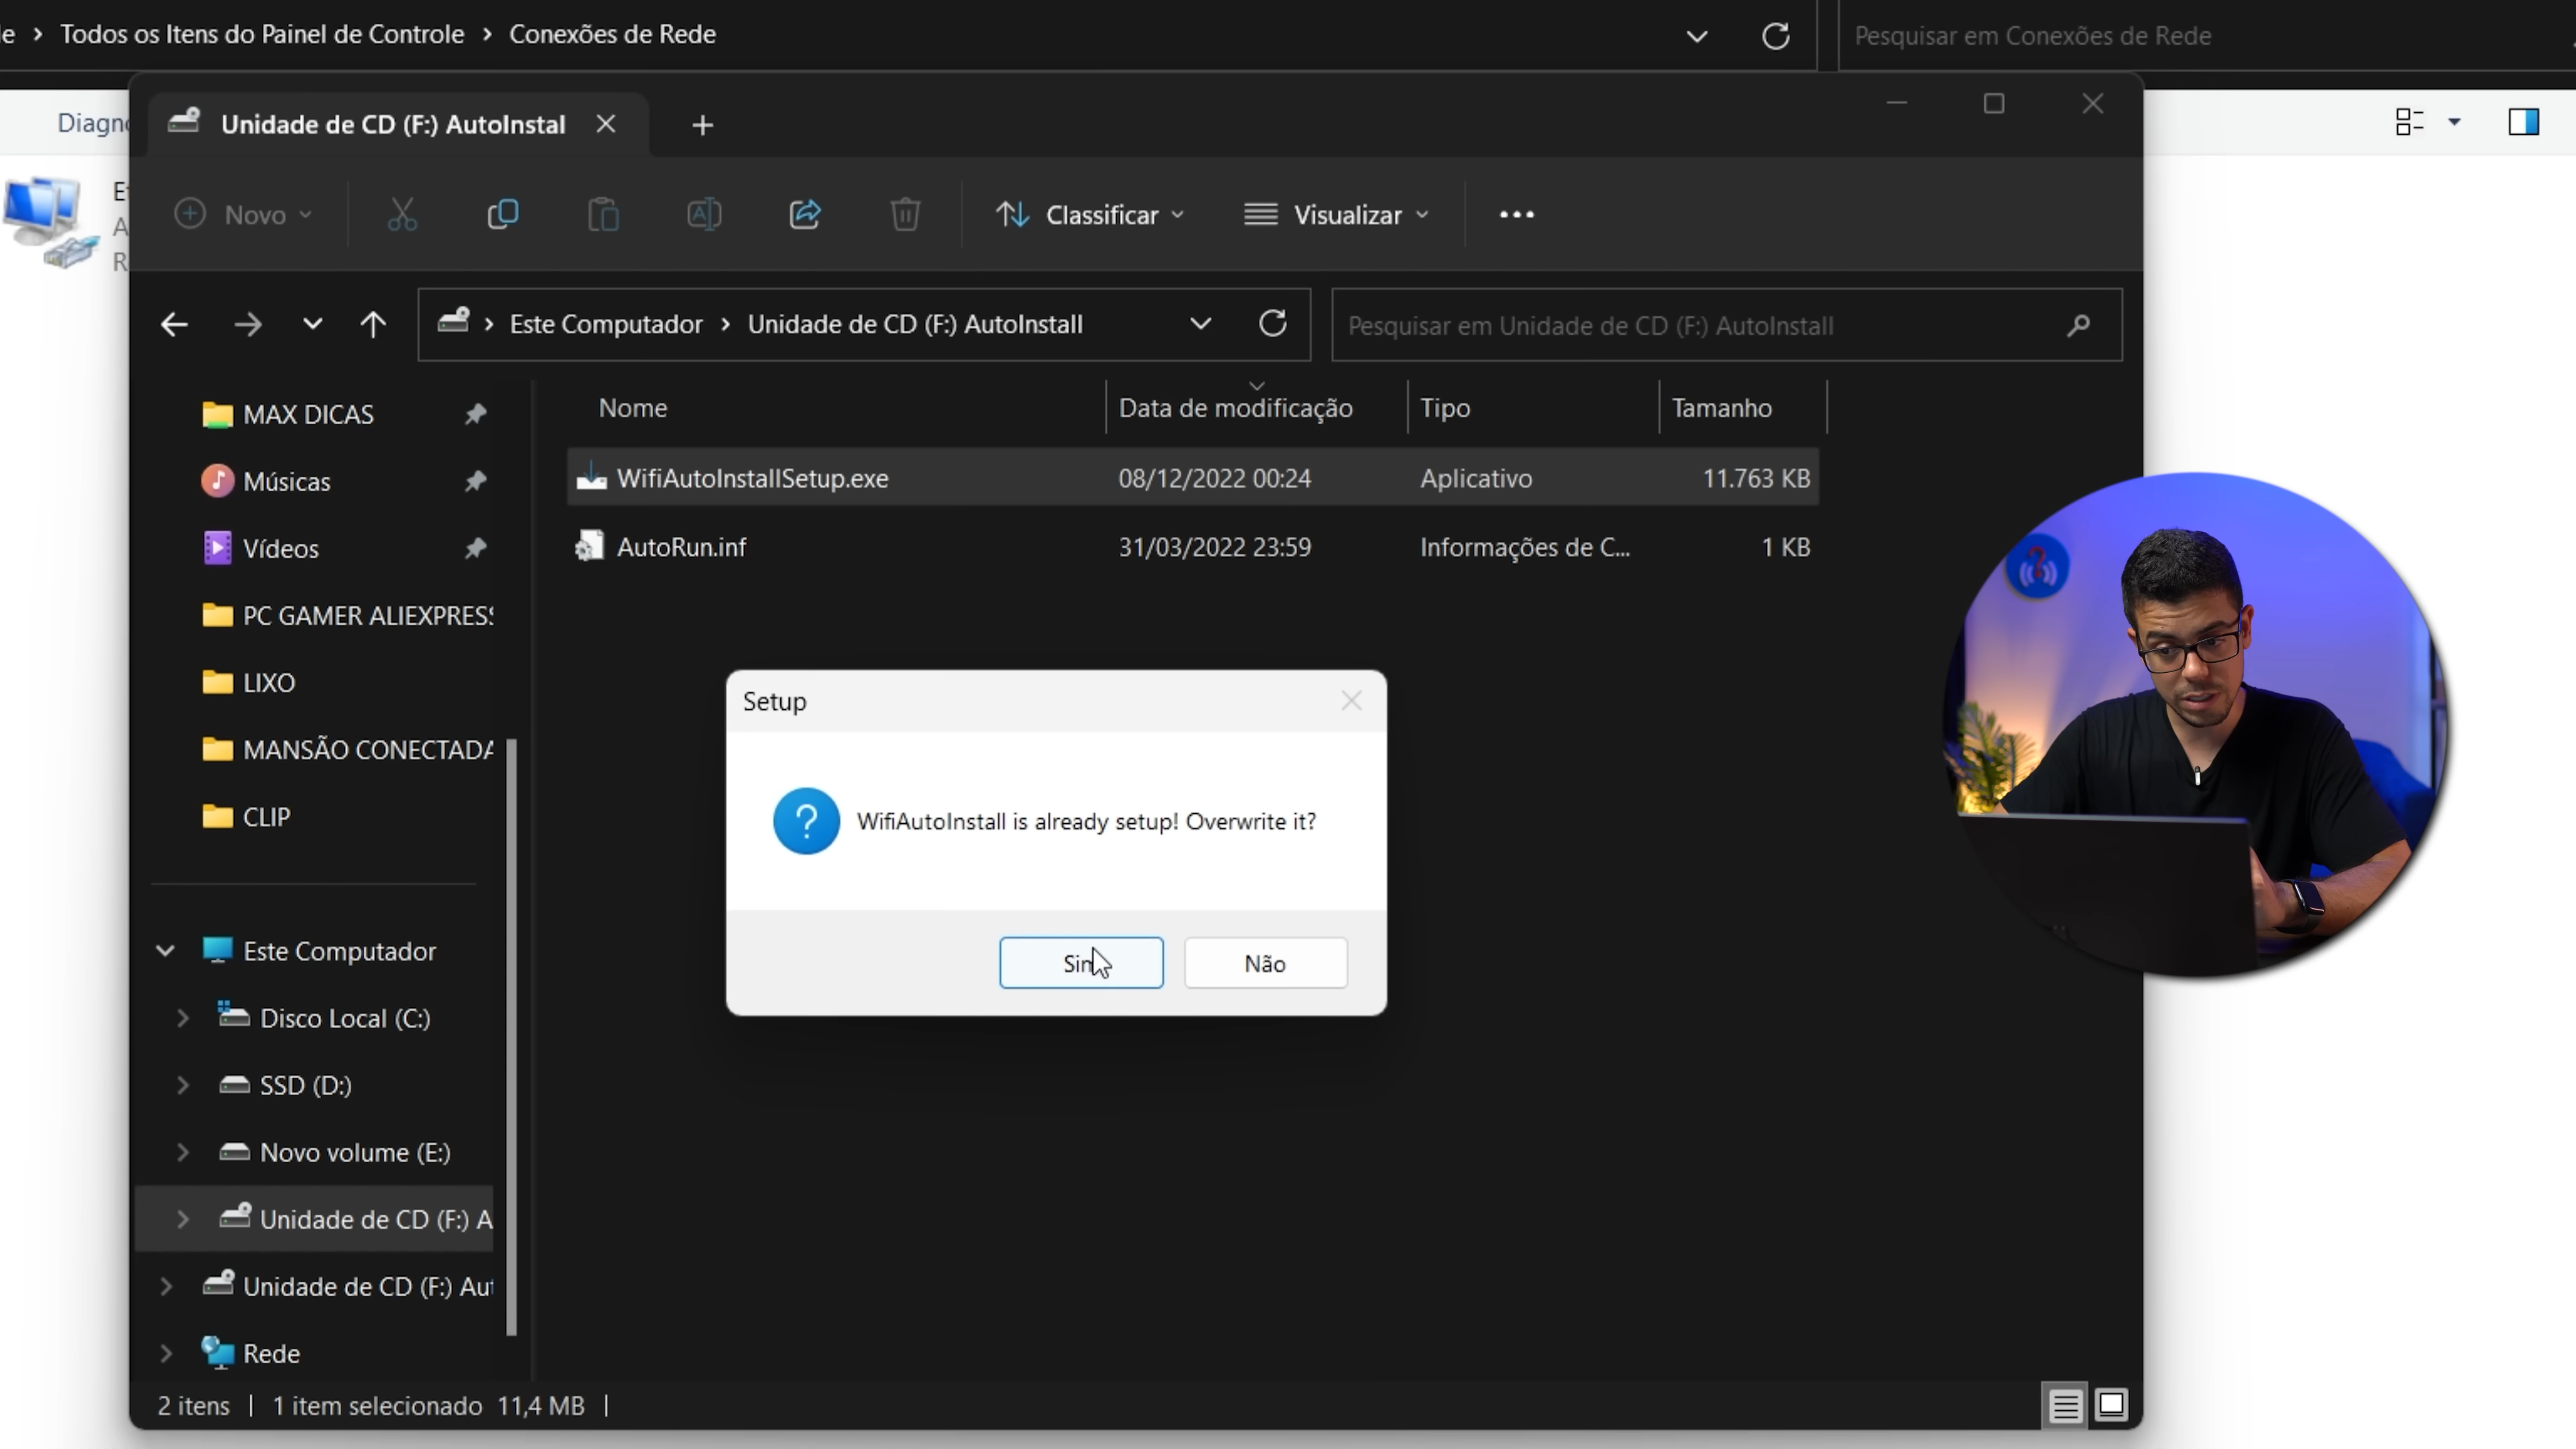 Todos os Itens do Painel de Controle > Conexões de Rede
Pesquisar em Conexões de Rede
Unidade de CD (F:) AutoInstal
Novo
Classificar
Visualizar
Este Computador > Unidade de CD (F:) AutoInstall
Pesquisar em Unidade de CD (F:) AutoInstall
Nome Data de modificação Tipo Tamanho
WifiAutoInstallSetup.exe 08/12/2022 00:24 Aplicativo 11.763 KB
AutoRun.inf 31/03/2022 23:59 Informações de C... 1 KB
MAX DICAS
Músicas
Vídeos
PC GAMER ALIEXPRESS
LIXO
MANSÃO CONECTADA
CLIP
Este Computador
Disco Local (C:)
SSD (D:)
Novo volume (E:)
Unidade de CD (F:) A
Unidade de CD (F:) Aut
Rede
Setup
WifiAutoInstall is already setup! Overwrite it?
Sim
Não
2 itens | 1 item selecionado 11,4 MB |